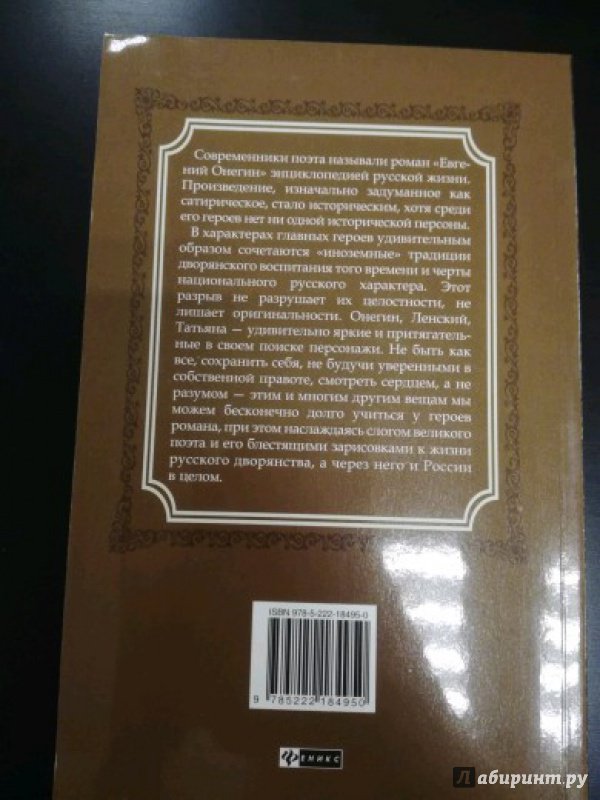 Современники поэта называли роман «Евге-
ний Онегин» энциклопедией русской жизни.
Произведение, изначально задуманное как
сатирическое, стало историческим, хотя среди
его героев нет ни одной исторической персоны.
В характерах главных героев удивительным
образом сочетаются «иноземные» традиции
дворянского воспитания того времени и черты
национального русского характера. Этот
разрыв не разрушает их целостности, не
лишает оригинальности. Онегин, Ленский,
Татьяна — удивительно яркие и притягатель-
ные в своем поиске персонажи. Не быть как
все, сохранить себя, не будучи уверенными в
собственной правоте, смотреть сердцем, а не
разумом — этим и многим другим вещам мы
можем бесконечно долго учиться у героев
романа, при этом наслаждаясь слогом великого
поэта и его блестящими зарисовками к жизни
русского дворянства, а через него и России
в целом.
ISBN 978-5-222-18495-0
9 785222 184950
ФЕНИКС
Лабиринт.ру